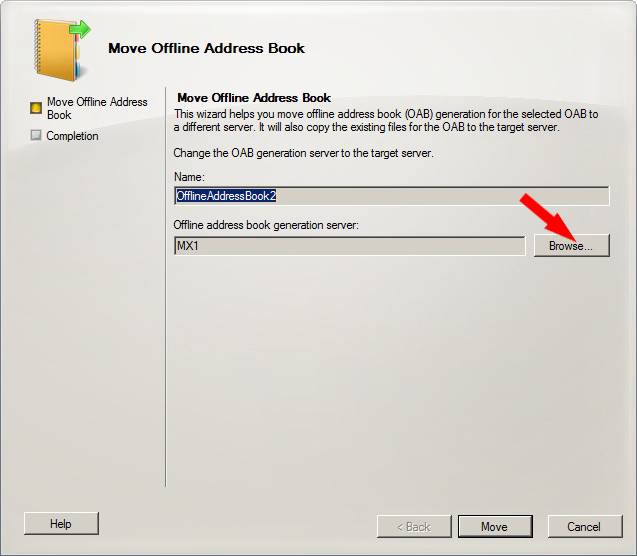 Move Offline Address Book
Move Offline Address
Book
Completion
Move Offline Address Book
This wizard helps you move offline address book (OAB) generation for the selected OAB to
a different server. It will also copy the existing files for the OAB to the target server.
Change the OAB generation server to the target server.
Name:
OfflineAddressBook2
Offline address book generation server:
MX1
Browse...
Help
< Back
Move
Cancel